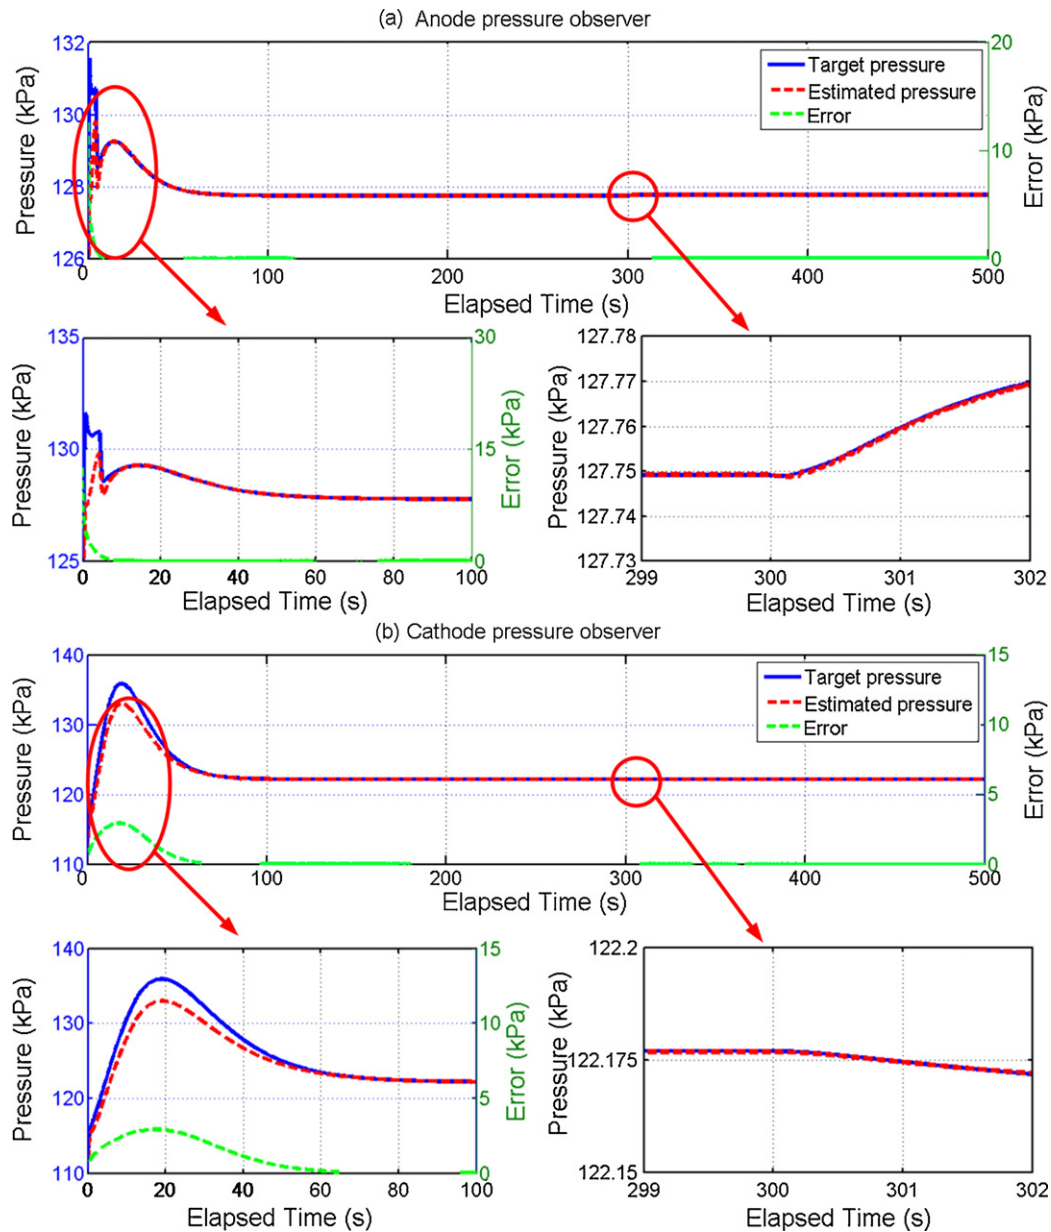 (a) Anode pressure observer
132
130
128
126
Pressure (kPa)
20
10
0
Error (kPa)
Target pressure
Estimated pressure
Error
0 100 200 300 400 500
Elapsed Time (s)
135
129
125
Pressure (kPa)
30
15
0
Error (kPa)
0 20 40 60 80 100
Elapsed Time (s)
127.78
127.77
127.76
127.75
127.74
127.73
Pressure (kPa)
299 300 301 302
Elapsed Time (s)
(b) Cathode pressure observer
140
130
120
110
Pressure (kPa)
15
10
5
0
Error (kPa)
Target pressure
Estimated pressure
Error
0 100 200 300 400 500
Elapsed Time (s)
140
130
120
110
Pressure (kPa)
15
10
5
0
Error (kPa)
0 20 40 60 80 100
Elapsed Time (s)
122.2
122.175
122.15
Pressure (kPa)
299 300 301 302
Elapsed Time (s)